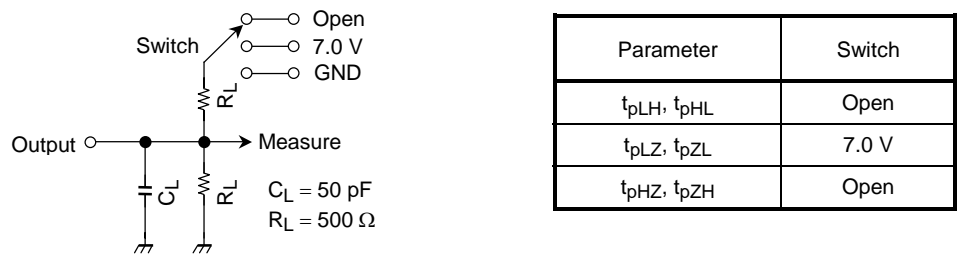 Open
Switch
7.0 V
GND
RL
Output
Measure
CL
RL
CL = 50 pF
RL = 500 Ω
Parameter Switch
tpLH, tpHL Open
tpLZ, tpZL 7.0 V
tpHZ, tpZH Open